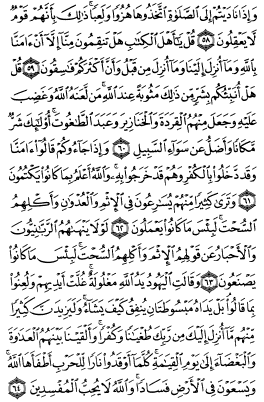 وَإِذَا نَادَيْتُمْ إِلَى ٱلصَّلَوٰةِ ٱتَّخَذُوهَا هُزُوًا وَلَعِبًا ۚ ذَٰلِكَ بِأَنَّهُمْ قَوْمٌ
لَّا يَعْقِلُونَ ۝٥٨ قُلْ يَـٰٓأَهْلَ ٱلْكِتَـٰبِ هَلْ تَنقِمُونَ مِنَّآ إِلَّآ أَنْ ءَامَنَّا
بِٱللَّهِ وَمَآ أُنزِلَ إِلَيْنَا وَمَآ أُنزِلَ مِن قَبْلُ وَأَنَّ أَكْثَرَكُمْ فَـٰسِقُونَ ۝٥٩ قُلْ
هَلْ أُنَبِّئُكُم بِشَرٍّ مِّن ذَٰلِكَ مَثُوبَةً عِندَ ٱللَّهِ ۚ مَن لَّعَنَهُ ٱللَّهُ وَغَضِبَ
عَلَيْهِ وَجَعَلَ مِنْهُمُ ٱلْقِرَدَةَ وَٱلْخَنَازِيرَ وَعَبَدَ ٱلطَّـٰغُوتَ ۚ أُو۟لَـٰٓئِكَ شَرٌّ
مَّكَانًا وَأَضَلُّ عَن سَوَآءِ ٱلسَّبِيلِ ۝٦٠ وَإِذَا جَآءُوكُمْ قَالُوٓا۟ ءَامَنَّا
وَقَد دَّخَلُوا۟ بِٱلْكُفْرِ وَهُمْ قَدْ خَرَجُوا۟ بِهِۦ ۚ وَٱللَّهُ أَعْلَمُ بِمَا كَانُوا۟ يَكْتُمُونَ
۝٦١ وَتَرَىٰ كَثِيرًا مِّنْهُمْ يُسَـٰرِعُونَ فِى ٱلْإِثْمِ وَٱلْعُدْوَٰنِ وَأَكْلِهِمُ
ٱلسُّحْتَ ۚ لَبِئْسَ مَا كَانُوا۟ يَعْمَلُونَ ۝٦٢ لَوْلَا يَنْهَىٰهُمُ ٱلرَّبَّـٰنِيُّونَ
وَٱلْأَحْبَارُ عَن قَوْلِهِمُ ٱلْإِثْمَ وَأَكْلِهِمُ ٱلسُّحْتَ ۚ لَبِئْسَ مَا كَانُوا۟
يَصْنَعُونَ ۝٦٣ وَقَالَتِ ٱلْيَهُودُ يَدُ ٱللَّهِ مَغْلُولَةٌ ۚ غُلَّتْ أَيْدِيهِمْ وَلُعِنُوا۟
بِمَا قَالُوا۟ ۘ بَلْ يَدَاهُ مَبْسُوطَتَانِ يُنفِقُ كَيْفَ يَشَآءُ ۚ وَلَيَزِيدَنَّ كَثِيرًا
مِّنْهُم مَّآ أُنزِلَ إِلَيْكَ مِن رَّبِّكَ طُغْيَـٰنًا وَكُفْرًا ۚ وَأَلْقَيْنَا بَيْنَهُمُ ٱلْعَدَٰوَةَ
وَٱلْبَغْضَآءَ إِلَىٰ يَوْمِ ٱلْقِيَـٰمَةِ ۚ كُلَّمَآ أَوْقَدُوا۟ نَارًا لِّلْحَرْبِ أَطْفَأَهَا ٱللَّهُ ۚ
وَيَسْعَوْنَ فِى ٱلْأَرْضِ فَسَادًا ۚ وَٱللَّهُ لَا يُحِبُّ ٱلْمُفْسِدِينَ ۝٦٤